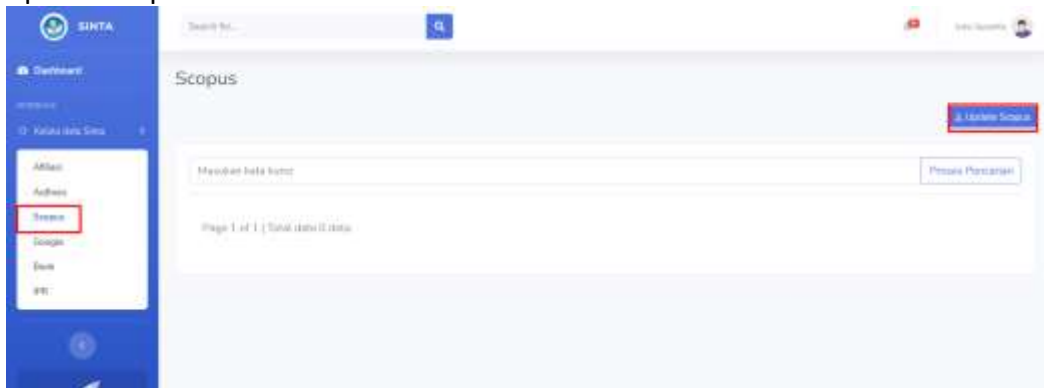 SINTA
Search for...
Dashboard
Kelola data Sinta
Afiliasi
Authors
Scopus
Google
Book
IPR
Scopus
Update Scopus
Masukan kata kunci
Proses Pencarian
Page 1 of 1 | Total data 0 data